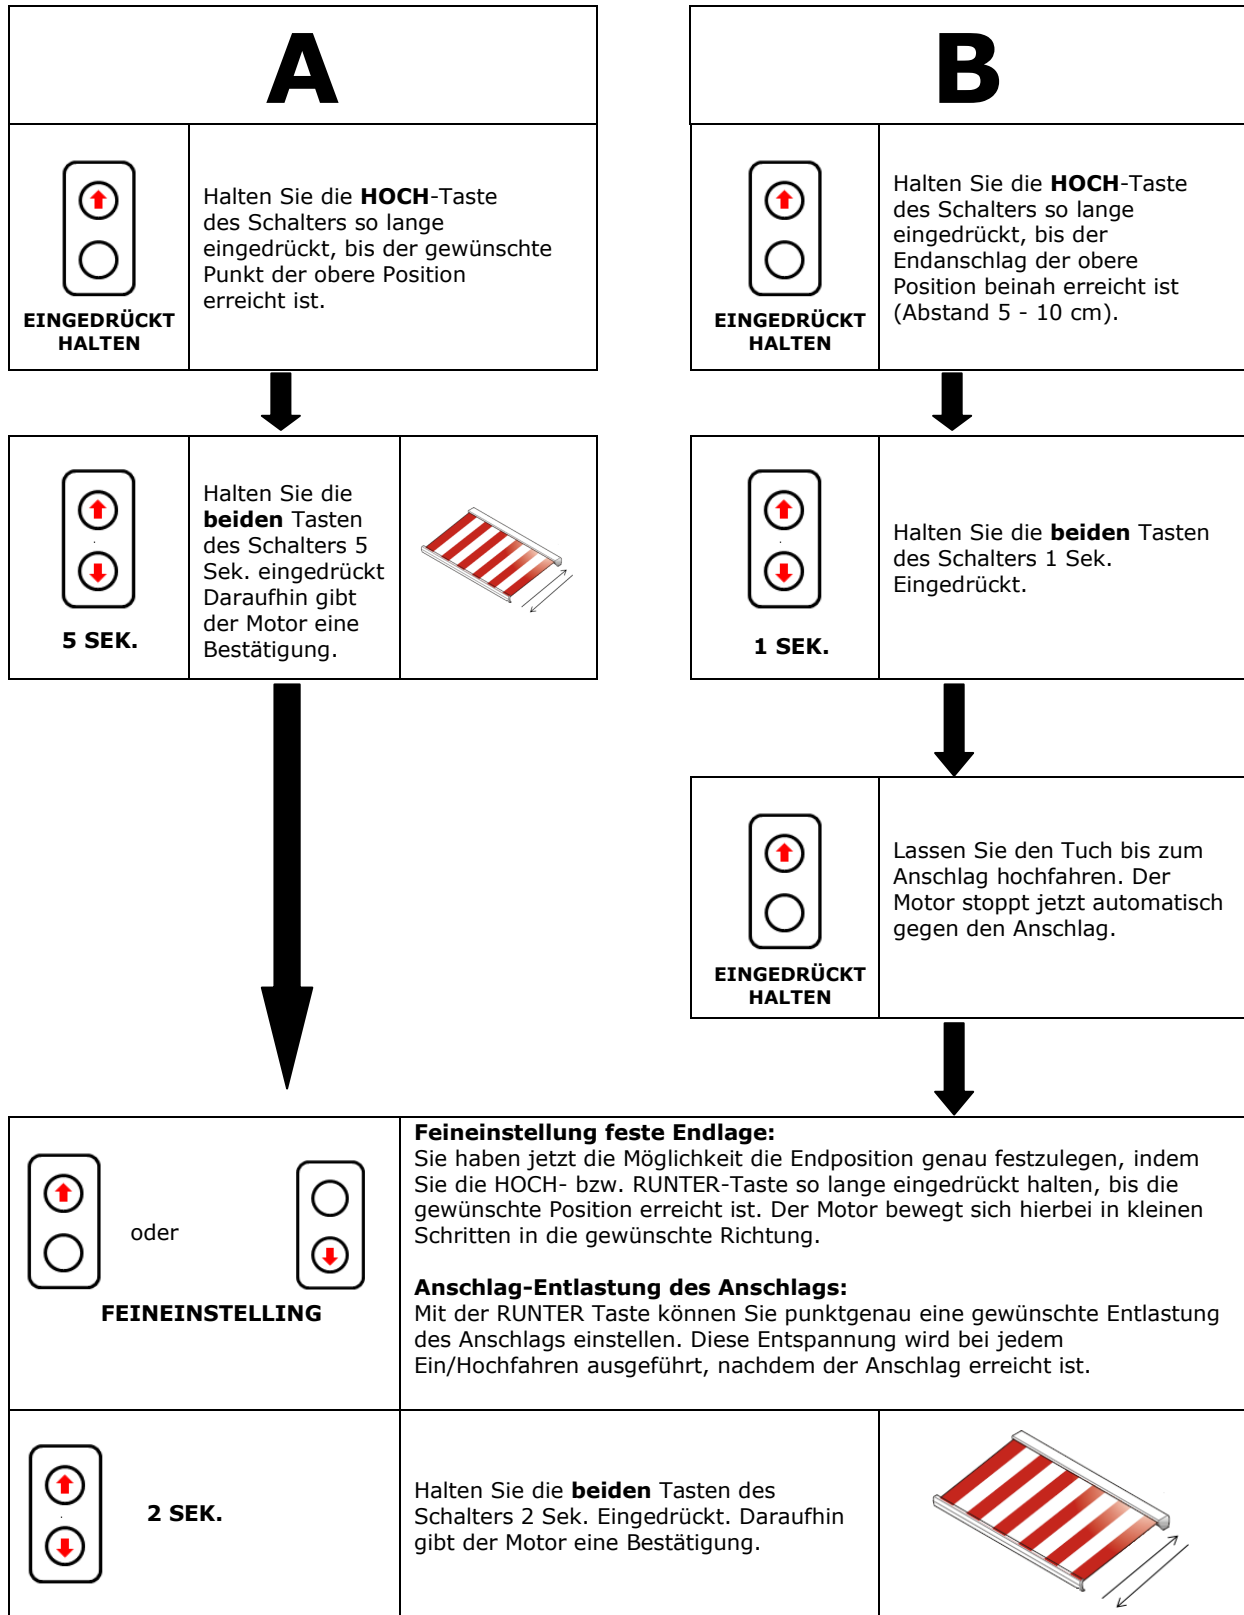 A
Halten Sie die HOCH-Taste
des Schalters so lange
eingedrückt, bis der gewünschte
Punkt der obere Position
erreicht ist.
EINGEDRÜCKT
HALTEN
Halten Sie die
beiden Tasten
des Schalters 5
Sek. eingedrückt
Daraufhin gibt
der Motor eine
Bestätigung.
5 SEK.
B
Halten Sie die HOCH-Taste
des Schalters so lange
eingedrückt, bis der
Endanschlag der obere
Position beinah erreicht ist
(Abstand 5 - 10 cm).
EINGEDRÜCKT
HALTEN
Halten Sie die beiden Tasten
des Schalters 1 Sek.
Eingedrückt.
1 SEK.
Lassen Sie den Tuch bis zum
Anschlag hochfahren. Der
Motor stoppt jetzt automatisch
gegen den Anschlag.
EINGEDRÜCKT
HALTEN
oder
FEINEINSTELLING
Feineinstellung feste Endlage:
Sie haben jetzt die Möglichkeit die Endposition genau festzulegen, indem
Sie die HOCH- bzw. RUNTER-Taste so lange eingedrückt halten, bis die
gewünschte Position erreicht ist. Der Motor bewegt sich hierbei in kleinen
Schritten in die gewünschte Richtung.
Anschlag-Entlastung des Anschlags:
Mit der RUNTER Taste können Sie punktgenau eine gewünschte Entlastung
des Anschlags einstellen. Diese Entspannung wird bei jedem
Ein/Hochfahren ausgeführt, nachdem der Anschlag erreicht ist.
2 SEK.
Halten Sie die beiden Tasten des
Schalters 2 Sek. Eingedrückt. Daraufhin
gibt der Motor eine Bestätigung.